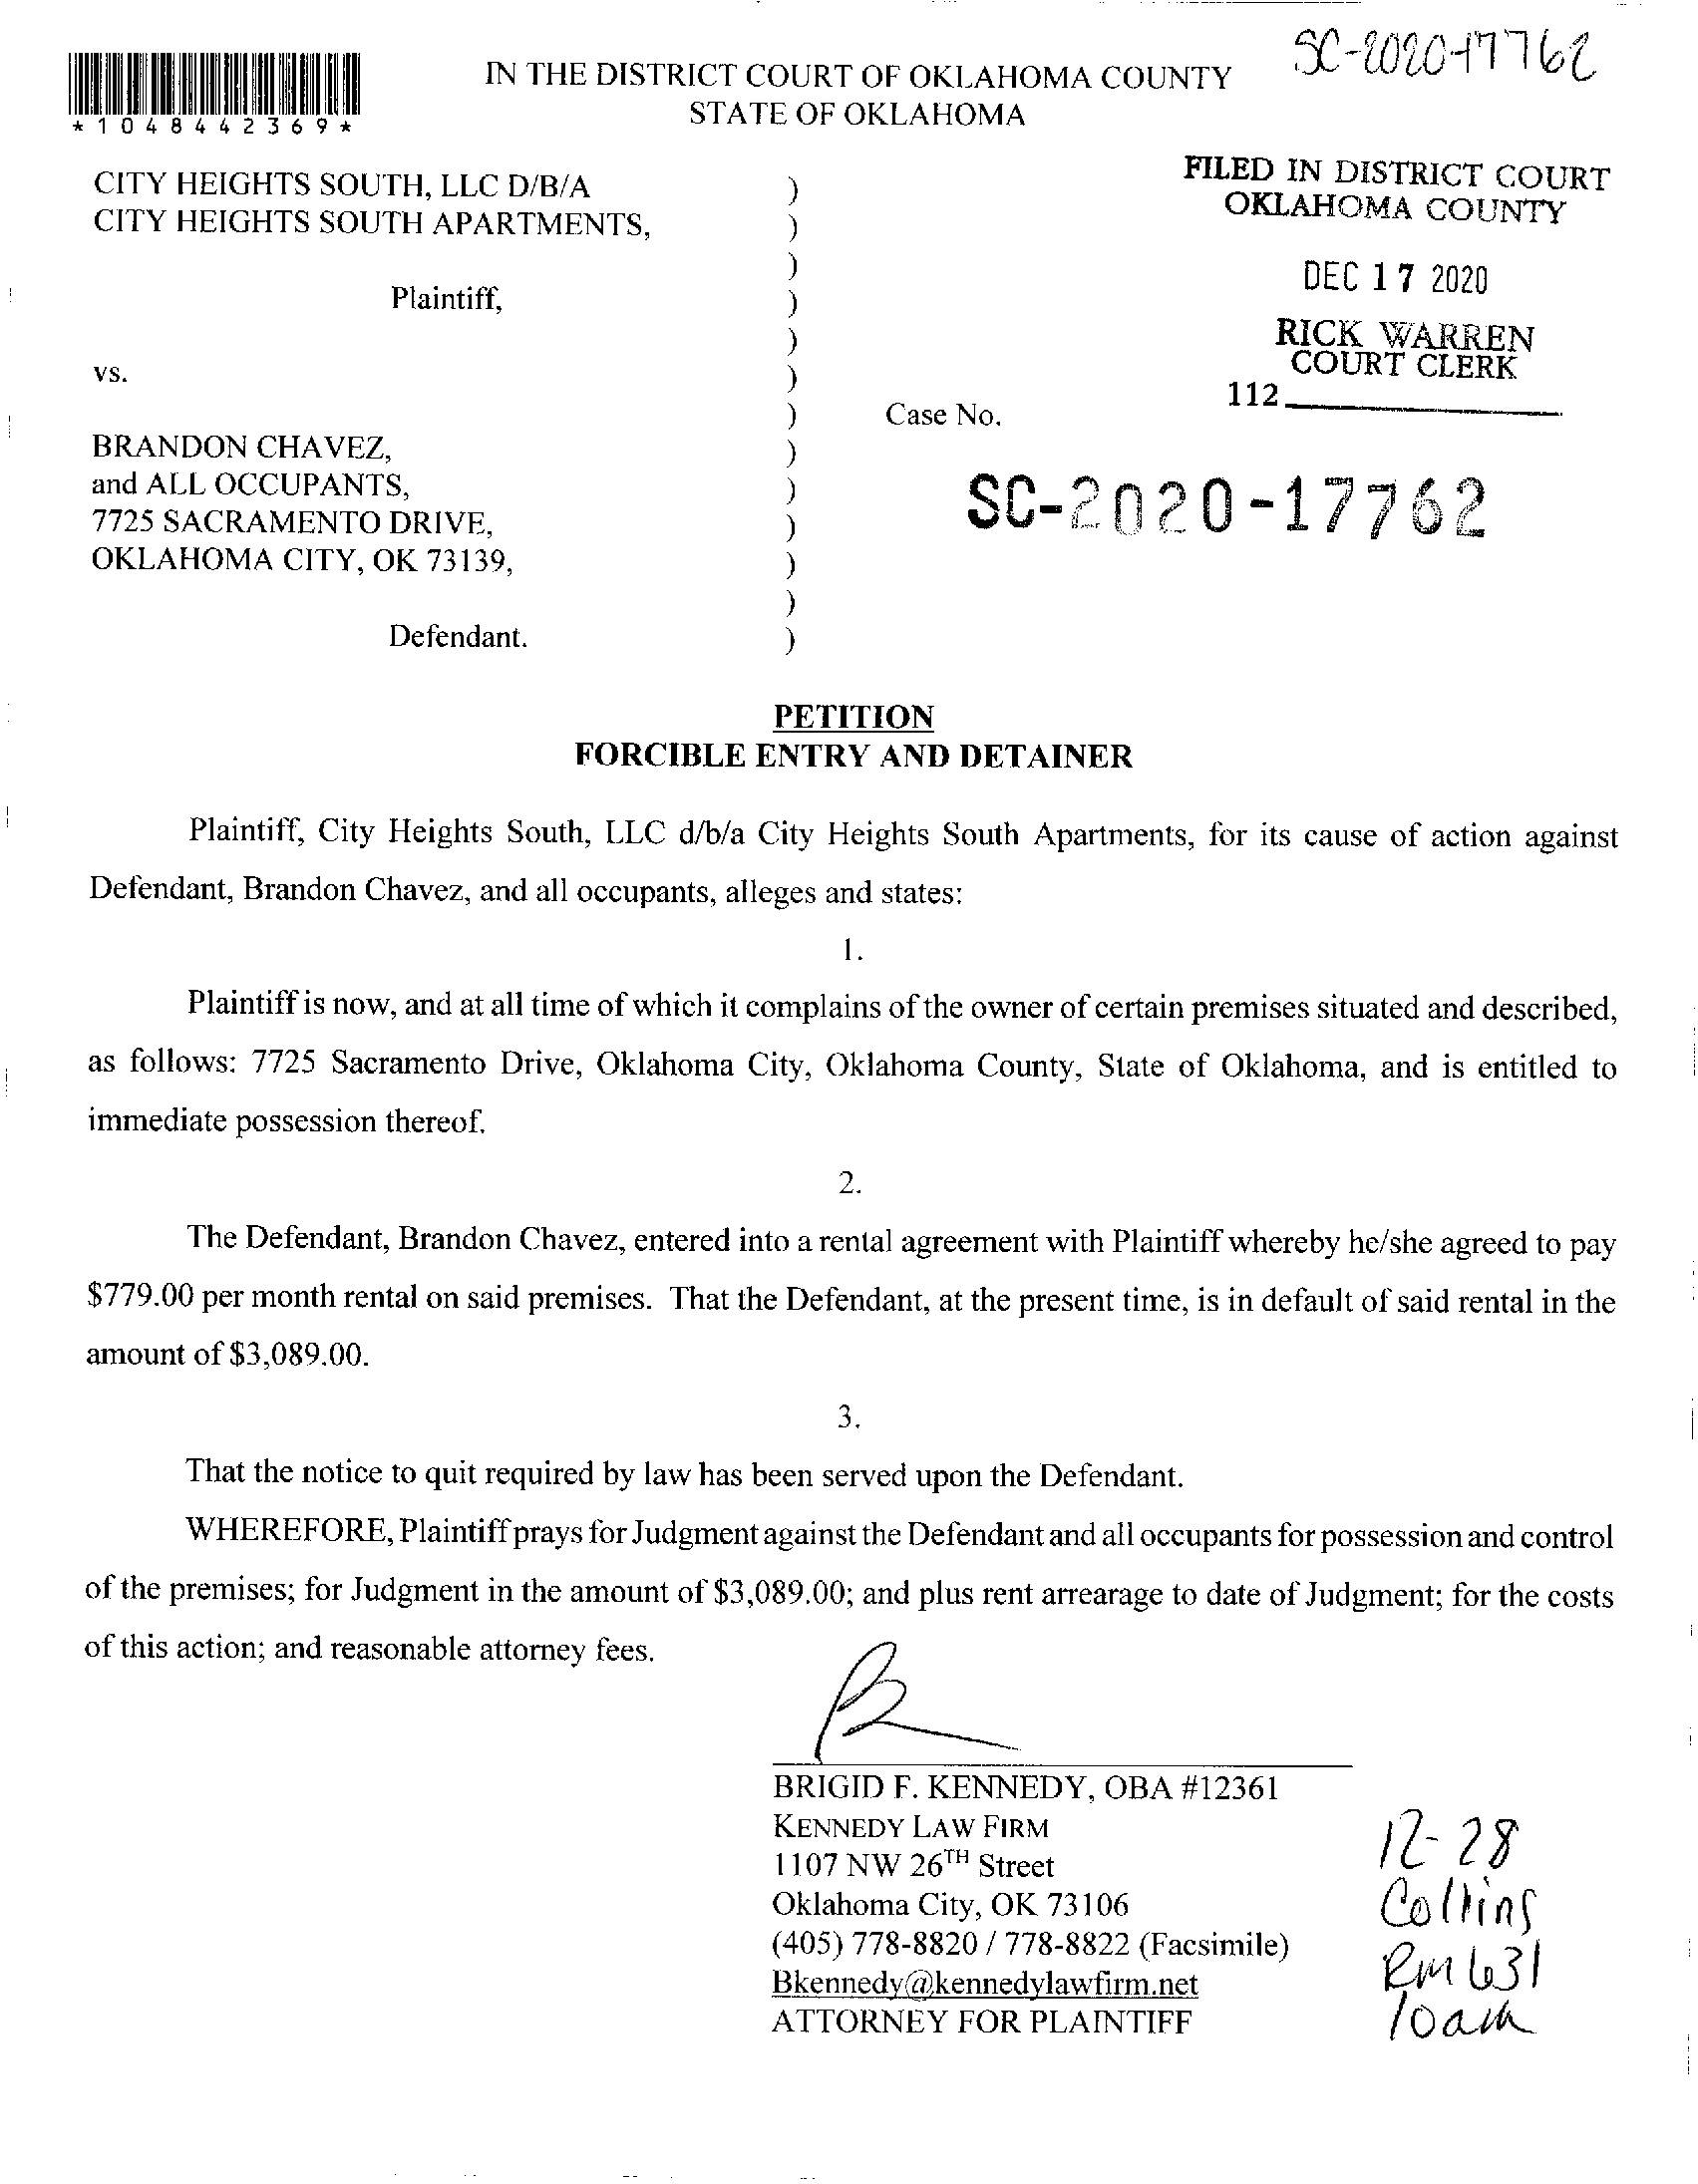 SC-2020-17762
IN THE DISTRICT COURT OF OKLAHOMA COUNTY
STATE OF OKLAHOMA
*1048442369*
FILED IN DISTRICT COURT
OKLAHOMA COUNTY
DEC 17 2020
RICK WARREN
COURT CLERK
112
CITY HEIGHTS SOUTH, LLC D/B/A )
CITY HEIGHTS SOUTH APARTMENTS, )
)
Plaintiff, )
)
vs. )
) Case No.
BRANDON CHAVEZ, )
and ALL OCCUPANTS, ) SC-2020-17762
7725 SACRAMENTO DRIVE, )
OKLAHOMA CITY, OK 73139, )
)
Defendant. )
PETITION
FORCIBLE ENTRY AND DETAINER
Plaintiff, City Heights South, LLC d/b/a City Heights South Apartments, for its cause of action against
Defendant, Brandon Chavez, and all occupants, alleges and states:
1.
Plaintiff is now, and at all time of which it complains of the owner of certain premises situated and described,
as follows: 7725 Sacramento Drive, Oklahoma City, Oklahoma County, State of Oklahoma, and is entitled to
immediate possession thereof.
2.
The Defendant, Brandon Chavez, entered into a rental agreement with Plaintiff whereby he/she agreed to pay
$779.00 per month rental on said premises. That the Defendant, at the present time, is in default of said rental in the
amount of $3,089.00.
3.
That the notice to quit required by law has been served upon the Defendant.
WHEREFORE, Plaintiff prays for Judgment against the Defendant and all occupants for possession and control
of the premises; for Judgment in the amount of $3,089.00; and plus rent arrearage to date of Judgment; for the costs
of this action; and reasonable attorney fees.
BRIGID F. KENNEDY, OBA #12361
KENNEDY LAW FIRM
1107 NW 26TH Street
Oklahoma City, OK 73106
(405) 778-8820 / 778-8822 (Facsimile)
Bkennedy@kennedylawfirm.net
ATTORNEY FOR PLAINTIFF
12-28
Collins
Rm 631
10am